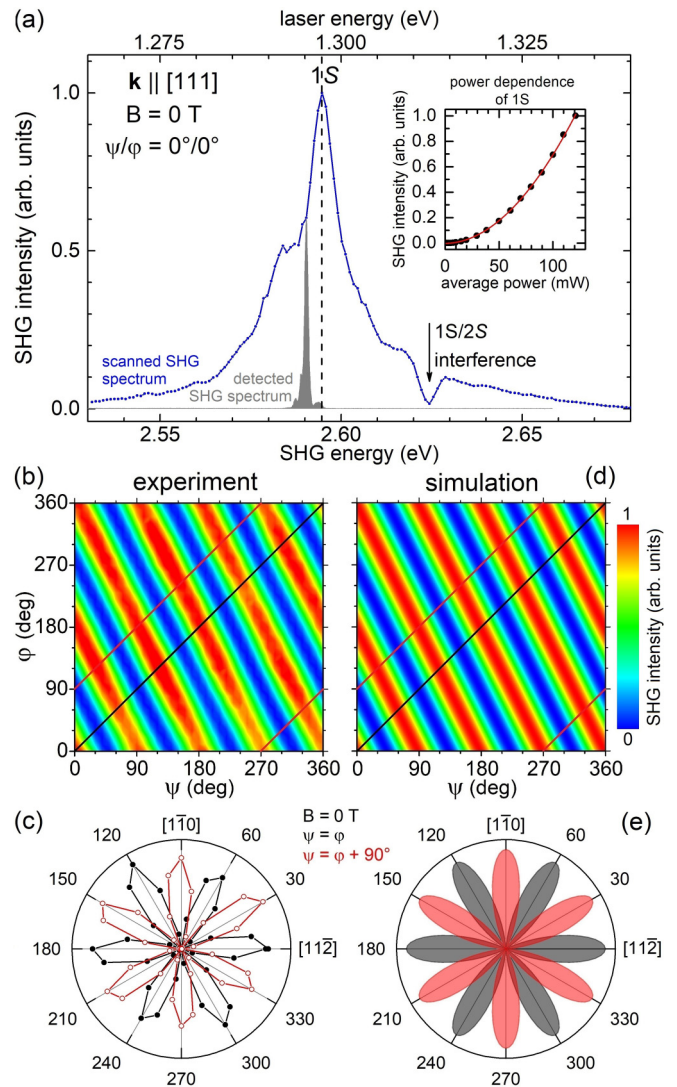 (a)
laser energy (eV)
1.275 1.300 1.325
1S
k || [111]
B = 0 T
ψ/φ = 0°/0°
power dependence
of 1S
SHG intensity (arb. units)
1.0
0.8
0.6
0.4
0.2
0.0
0 50 100
average power (mW)
SHG intensity (arb. units)
1.0
0.5
0.0
scanned SHG
spectrum
detected
SHG spectrum
1S/2S
interference
2.55 2.60 2.65
SHG energy (eV)
(b) experiment
φ (deg)
360
270
180
90
0
0 90 180 270 360
ψ (deg)
simulation (d)
0 90 180 270 360
ψ (deg)
1
SHG intensity (arb. units)
0
(c)
B = 0 T
ψ = φ
ψ = φ + 90°
[11̅0]
120 60
150 30
180 [112̅]
210 330
240 300
270
(e)
[11̅0]
120 60
150 30
180 [112̅]
210 330
240 300
270